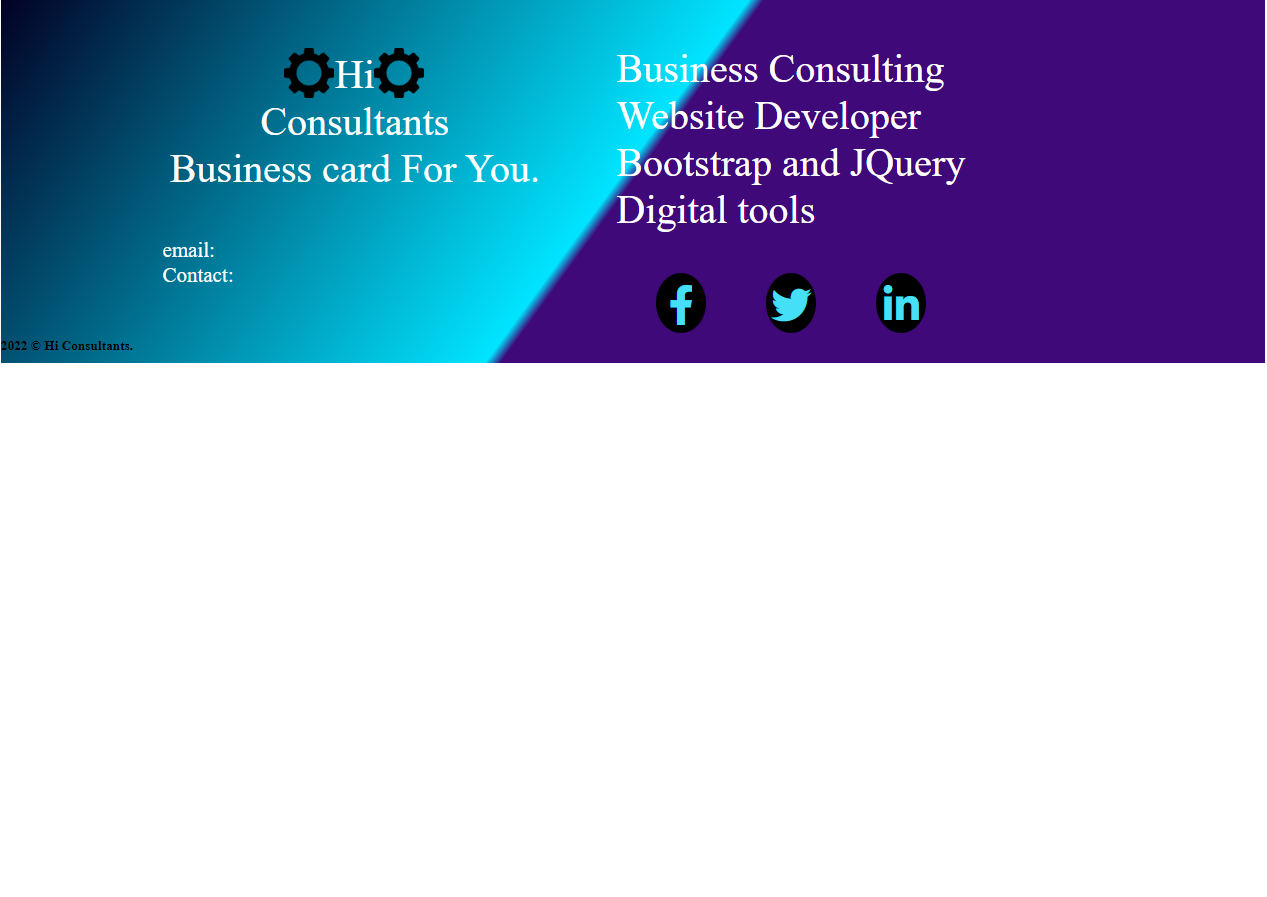 Hi
Consultants
Business card For You.
email:
Contact:
Business Consulting
Website Developer
Bootstrap and JQuery
Digital tools
2022 © Hi Consultants.